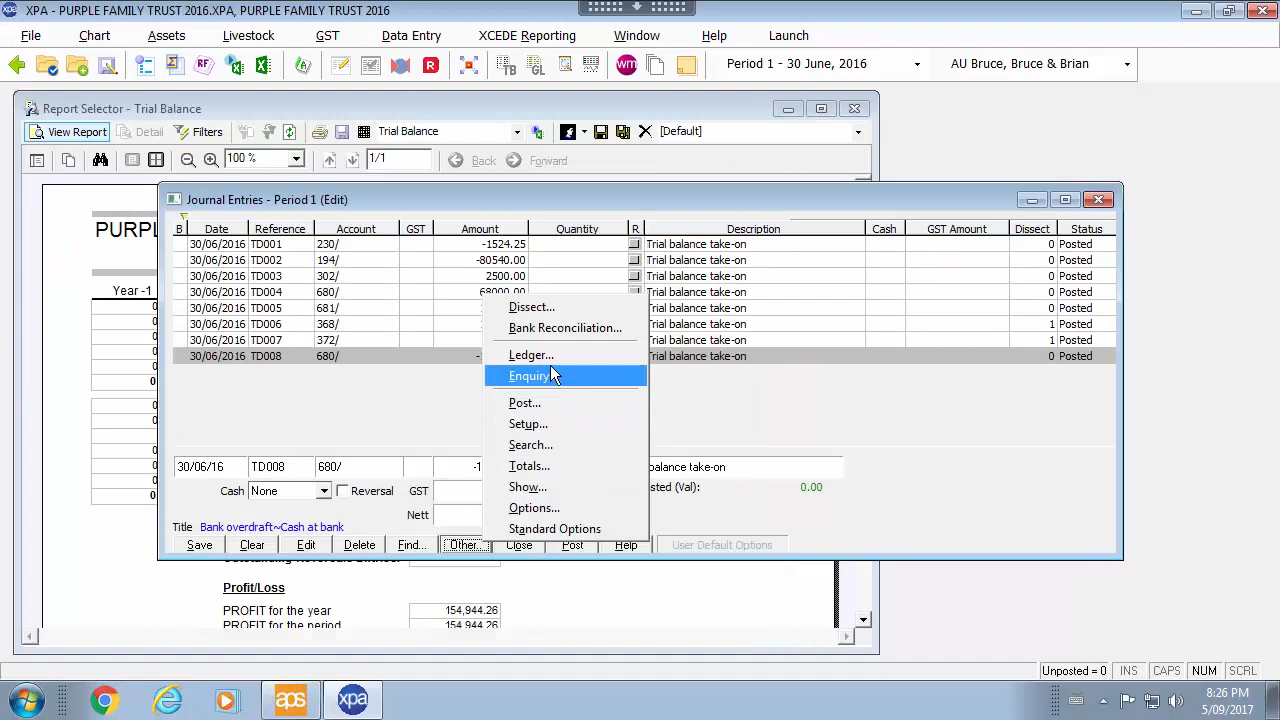 XPA - PURPLE FAMILY TRUST 2016.XPA, PURPLE FAMILY TRUST 2016
File Chart Assets Livestock GST Data Entry XCEDE Reporting Window Help Launch
RF R TB GL wm Period 1 - 30 June, 2016 AU Bruce, Bruce & Brian
Report Selector - Trial Balance
View Report Detail Filters Trial Balance [Default]
100 % 1/1 Back Forward
Journal Entries - Period 1 (Edit)
PURPL
Year -1
B Date Reference Account GST Amount Quantity R Description Cash GST Amount Dissect Status
30/06/2016 TD001 230/ -1524.25 Trial balance take-on 0 Posted
30/06/2016 TD002 194/ -80540.00 Trial balance take-on 0 Posted
30/06/2016 TD003 302/ 2500.00 Trial balance take-on 0 Posted
30/06/2016 TD004 680/ 68000.00 Trial balance take-on 0 Posted
30/06/2016 TD005 681/ Trial balance take-on 0 Posted
30/06/2016 TD006 368/ Trial balance take-on 1 Posted
30/06/2016 TD007 372/ Trial balance take-on 1 Posted
30/06/2016 TD008 680/ Trial balance take-on 0 Posted
Dissect...
Bank Reconciliation...
Ledger...
Enquiry
Post...
Setup...
Search...
Totals...
Show...
Options...
Standard Options
30/06/16 TD008 680/ -1 balance take-on
Cash None Reversal GST sted (Val): 0.00
Nett
Title Bank overdraft~Cash at bank
Save Clear Edit Delete Find... Other... Close Post Help User Default Options
Profit/Loss
PROFIT for the year 154,944.26
PROFIT for the period 154,944.26
Unposted = 0 INS CAPS NUM SCRL
aps xpa
8:26 PM
5/09/2017